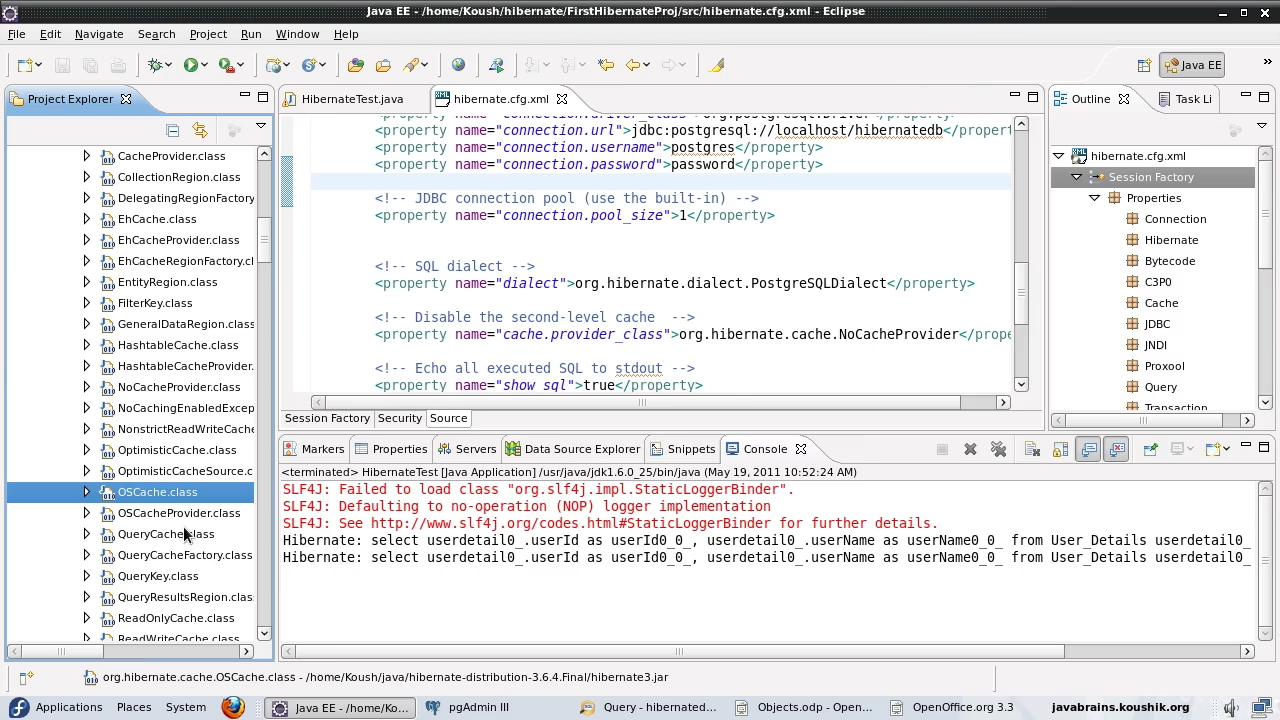 Java EE - /home/Koush/hibernate/FirstHibernateProj/src/hibernate.cfg.xml - Eclipse
File Edit Navigate Search Project Run Window Help
Java EE
Project Explorer
CacheProvider.class
CollectionRegion.class
DelegatingRegionFactory
EhCache.class
EhCacheProvider.class
EhCacheRegionFactory.cl
EntityRegion.class
FilterKey.class
GeneralDataRegion.class
HashtableCache.class
HashtableCacheProvider.
NoCacheProvider.class
NoCachingEnabledExcep
NonstrictReadWriteCache
OptimisticCache.class
OptimisticCacheSource.c
OSCache.class
OSCacheProvider.class
QueryCache.class
QueryCacheFactory.class
QueryKey.class
QueryResultsRegion.clas
ReadOnlyCache.class
ReadWriteCache.class
HibernateTest.java hibernate.cfg.xml
<property name="connection.driver_class">org.postgresql.Driver</property>
<property name="connection.url">jdbc:postgresql://localhost/hibernatedb</propert
<property name="connection.username">postgres</property>
<property name="connection.password">password</property>
<!-- JDBC connection pool (use the built-in) -->
<property name="connection.pool_size">1</property>
<!-- SQL dialect -->
<property name="dialect">org.hibernate.dialect.PostgreSQLDialect</property>
<!-- Disable the second-level cache  -->
<property name="cache.provider_class">org.hibernate.cache.NoCacheProvider</prope
<!-- Echo all executed SQL to stdout -->
<property name="show_sql">true</property>
Session Factory Security Source
Outline Task Li
hibernate.cfg.xml
Session Factory
Properties
Connection
Hibernate
Bytecode
C3P0
Cache
JDBC
JNDI
Proxool
Query
Transaction
Markers Properties Servers Data Source Explorer Snippets Console
<terminated> HibernateTest [Java Application] /usr/java/jdk1.6.0_25/bin/java (May 19, 2011 10:52:24 AM)
SLF4J: Failed to load class "org.slf4j.impl.StaticLoggerBinder".
SLF4J: Defaulting to no-operation (NOP) logger implementation
SLF4J: See http://www.slf4j.org/codes.html#StaticLoggerBinder for further details.
Hibernate: select userdetail0_.userId as userId0_0_, userdetail0_.userName as userName0_0_ from User_Details userdetail0_
Hibernate: select userdetail0_.userId as userId0_0_, userdetail0_.userName as userName0_0_ from User_Details userdetail0_
org.hibernate.cache.OSCache.class - /home/Koush/java/hibernate-distribution-3.6.4.Final/hibernate3.jar
Applications Places System Java EE - /home/Ko... pgAdmin III Query - hibernated... Objects.odp - Open... OpenOffice.org 3.3 javabrains.koushik.org